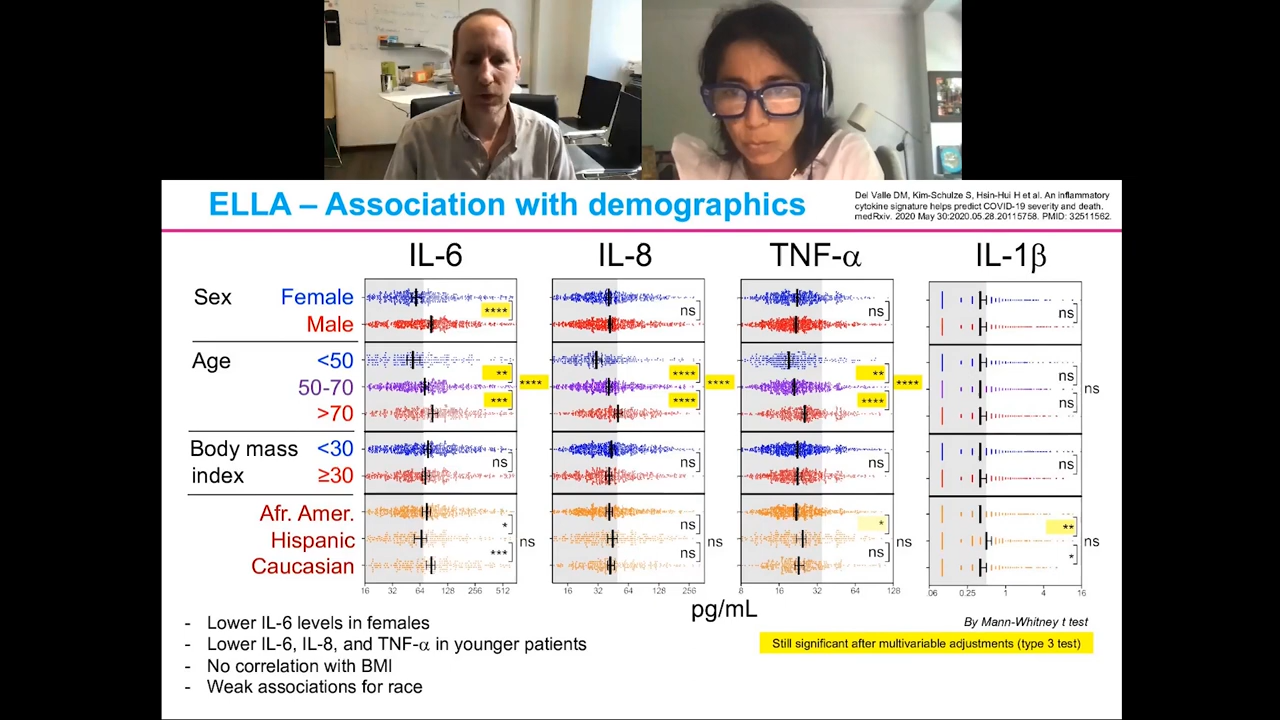 ELLA – Association with demographics
Del Valle DM, Kim-Schulze S, Hsin-Hui H et al. An inflammatory
cytokine signature helps predict COVID-19 severity and death.
medRxiv. 2020 May 30:2020.05.28.20115758. PMID: 32511562.
IL-6 IL-8 TNF-α IL-1β
Sex Female **** ns ns ns
Male
Age <50
** **** ** ns
50-70 **** **** **** ns
*** **** **** ns
>70
Body mass <30
ns ns ns ns
index ≥30
Afr. Amer.
* ns * **
Hispanic ns ns ns ns
*** ns ns *
Caucasian
16 32 64 128 256 512 16 32 64 128 256 8 16 32 64 128 .06 0.25 1 4 16
pg/mL
- Lower IL-6 levels in females
- Lower IL-6, IL-8, and TNF-α in younger patients
- No correlation with BMI
- Weak associations for race
By Mann-Whitney t test
Still significant after multivariable adjustments (type 3 test)